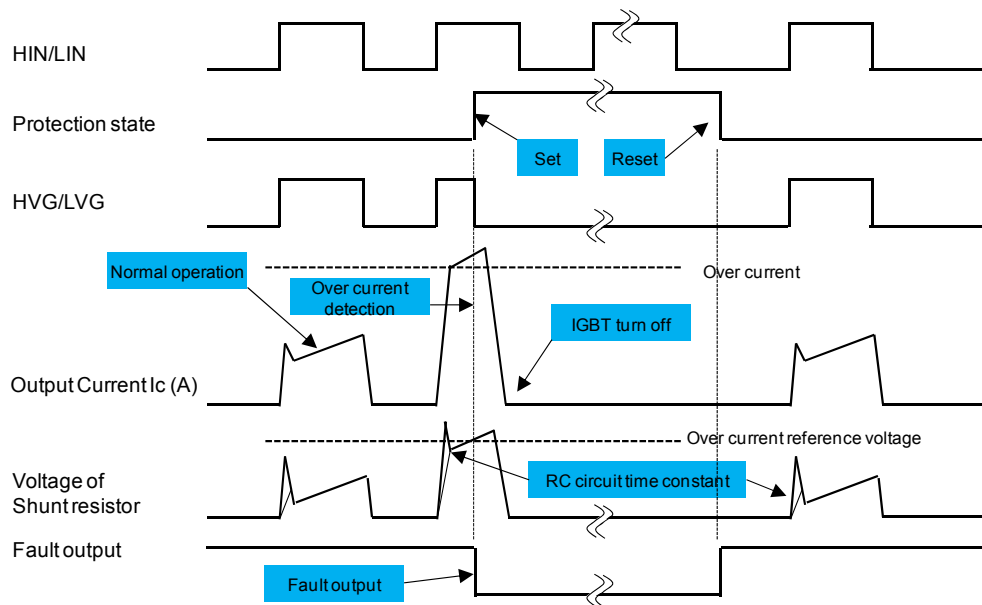 HIN/LIN
Protection state
Set
Reset
HVG/LVG
Normal operation
Over current
Over current
detection
IGBT turn off
Output Current Ic (A)
Over current reference voltage
Voltage of
Shunt resistor
RC circuit time constant
Fault output
Fault output